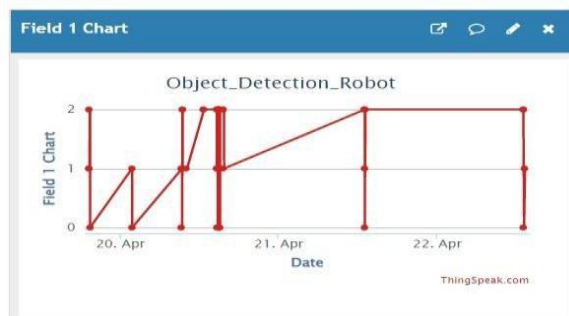 Field 1 Chart
Object_Detection_Robot
Field 1 Chart
2
1
0
20. Apr
21. Apr
22. Apr
Date
ThingSpeak.com